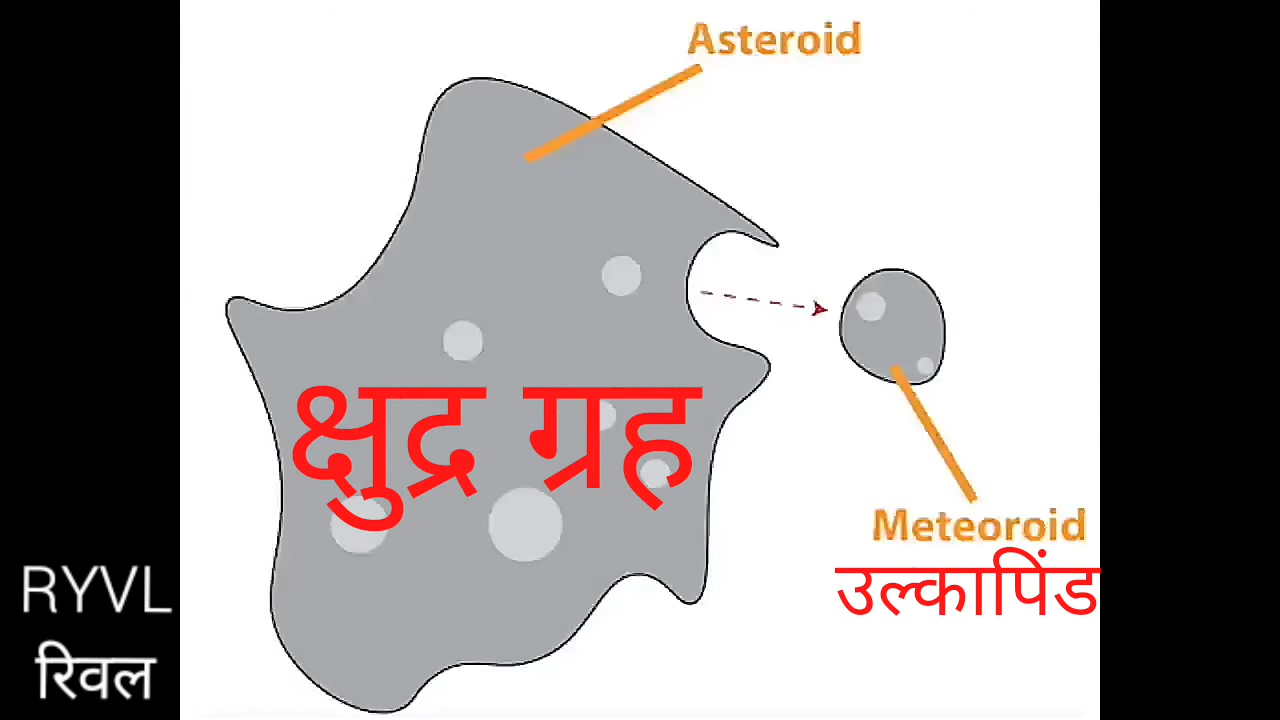 Asteroid
क्षुद्र ग्रह
Meteoroid
उल्कापिंड
RYVL
रिवल